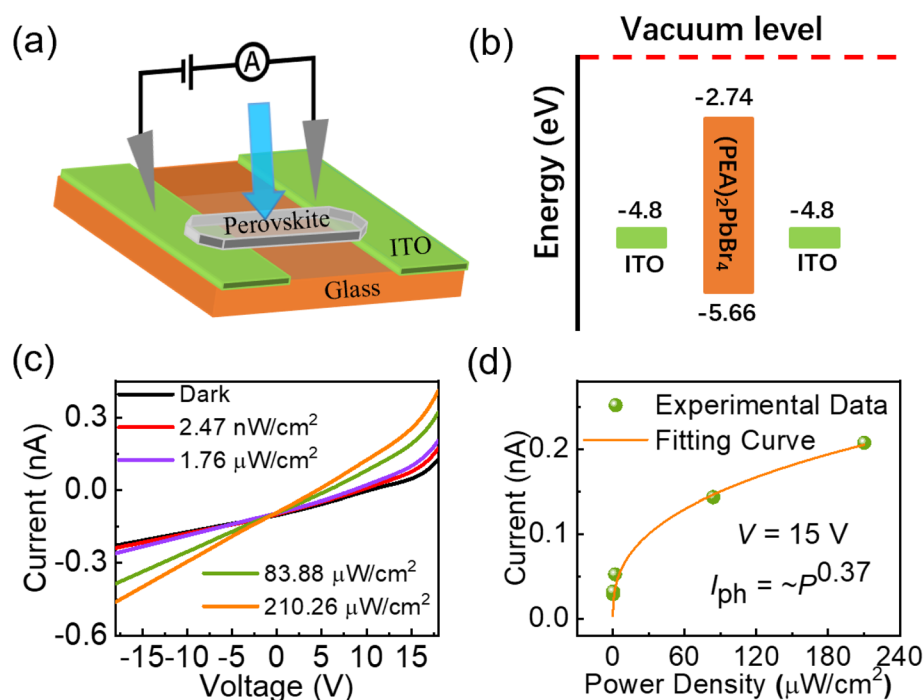 (a)
A
Perovskite
ITO
Glass
(b)
Vacuum level
Energy (eV)
-2.74
(PEA)₂PbBr₄
-4.8
ITO
-4.8
ITO
-5.66
(c)
Current (nA)
0.3
0.0
-0.3
-0.6
Dark
2.47 nW/cm²
1.76 μW/cm²
83.88 μW/cm²
210.26 μW/cm²
-15 -10 -5 0 5 10 15
Voltage (V)
(d)
Current (nA)
0.2
0.1
0.0
Experimental Data
Fitting Curve
V = 15 V
Iₚₕ = ~P⁰·³⁷
0 60 120 180 240
Power Density (μW/cm²)